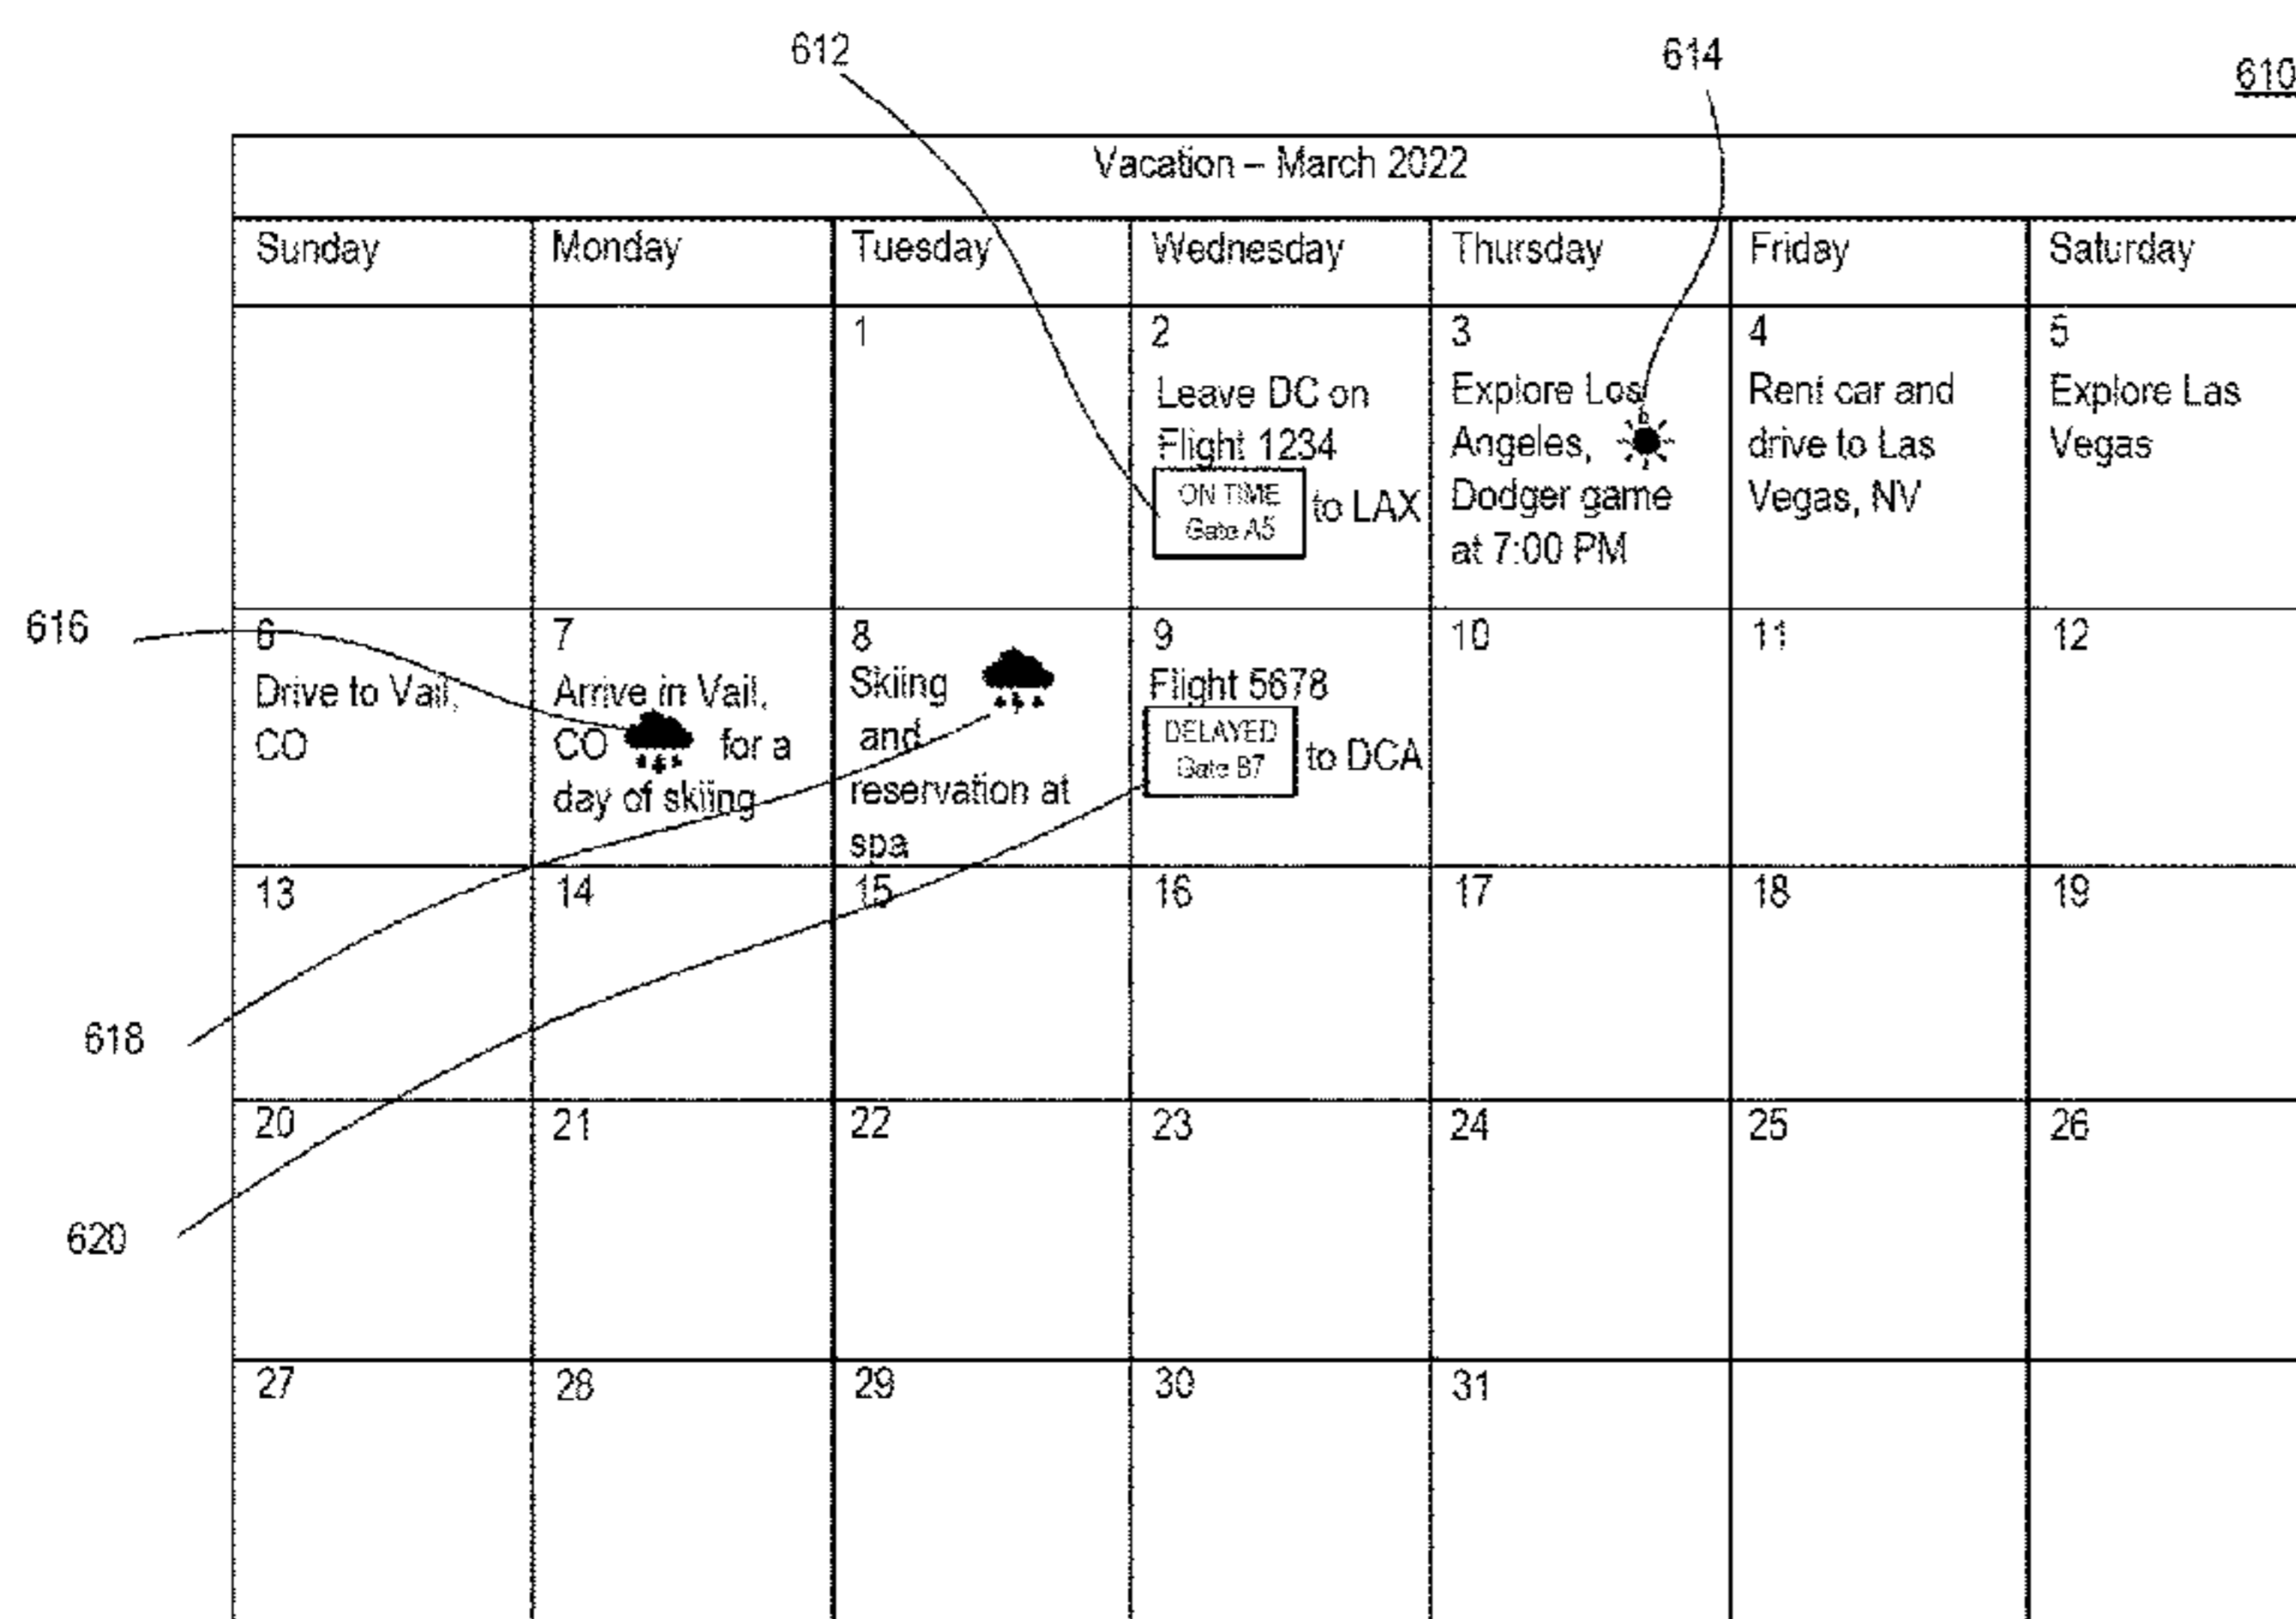 612
614
610
Vacation – March 2022
Sunday
Monday
Tuesday
Wednesday
Thursday
Friday
Saturday
1
2
Leave DC on
Flight 1234
ON TIME
Gate A5
to LAX
3
Explore Los
Angeles,
Dodger game
at 7:00 PM
4
Rent car and
drive to Las
Vegas, NV
5
Explore Las
Vegas
616
6
Drive to Vail,
CO
7
Arrive in Vail,
CO for a
day of skiing
8
Skiing
and
reservation at
spa
9
Flight 5678
DELAYED
Gate B7
to DCA
10
11
12
13
14
15
16
17
18
19
618
20
21
22
23
24
25
26
620
27
28
29
30
31